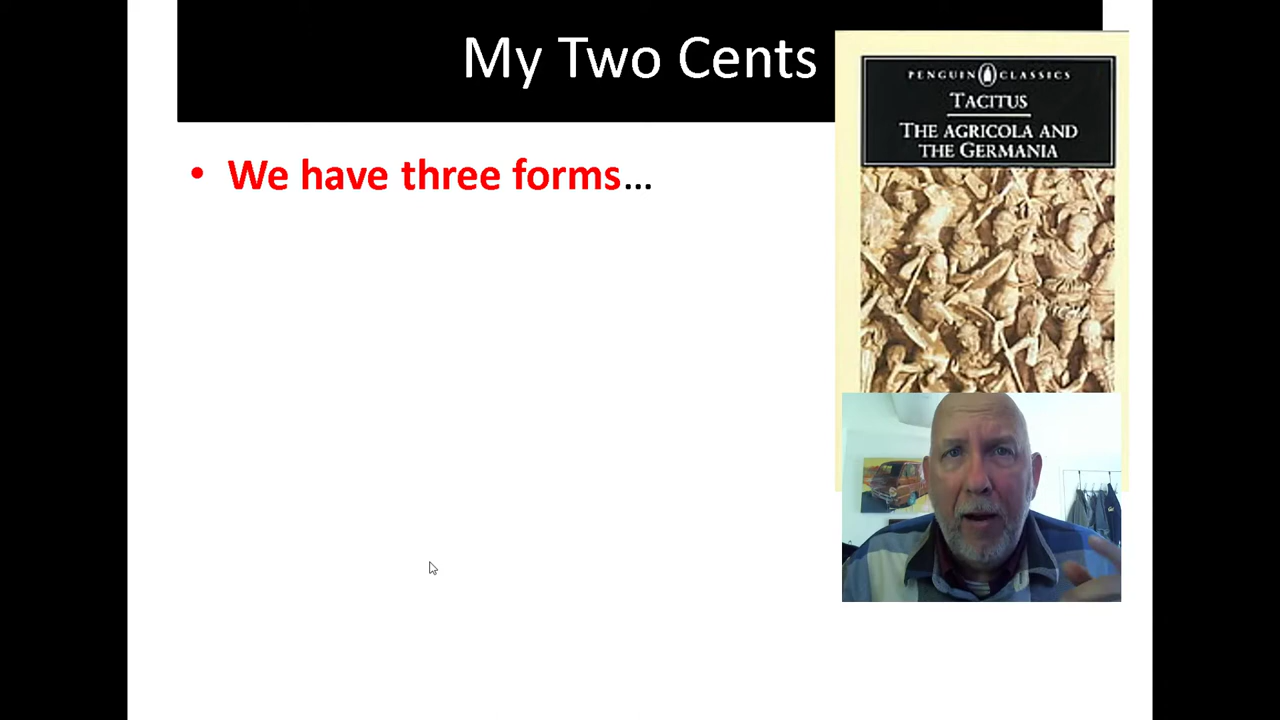 My Two Cents
• We have three forms...
PENGUIN CLASSICS
TACITUS
THE AGRICOLA AND
THE GERMANIA